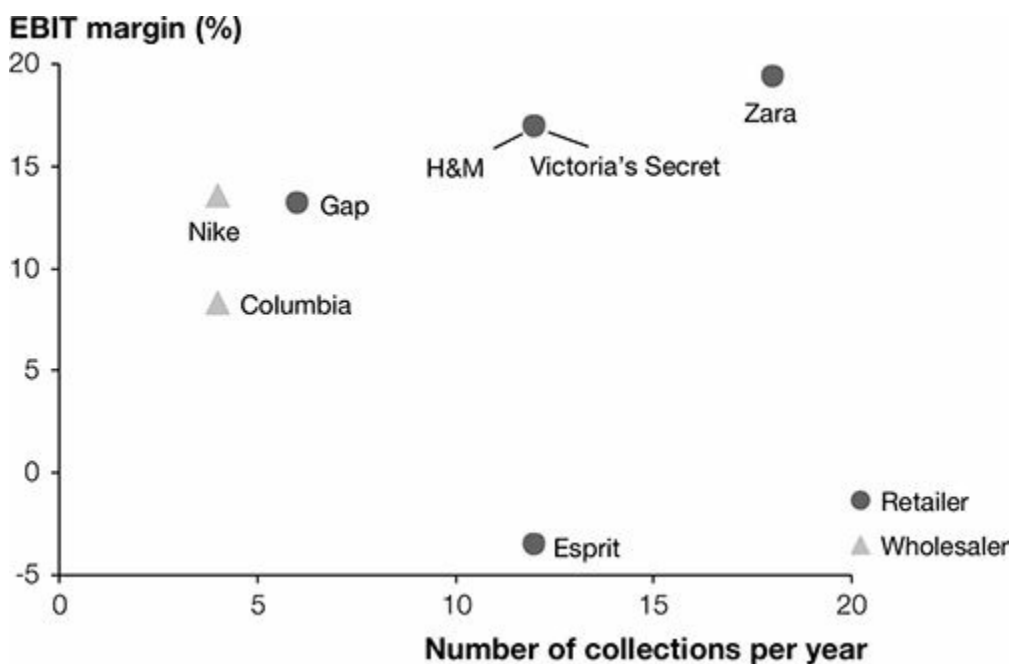 EBIT margin (%)
20
Zara
H&M
Victoria's Secret
15
Gap
Nike
10
Columbia
5
0
Retailer
Esprit
Wholesaler
-5
0
5
10
15
20
Number of collections per year